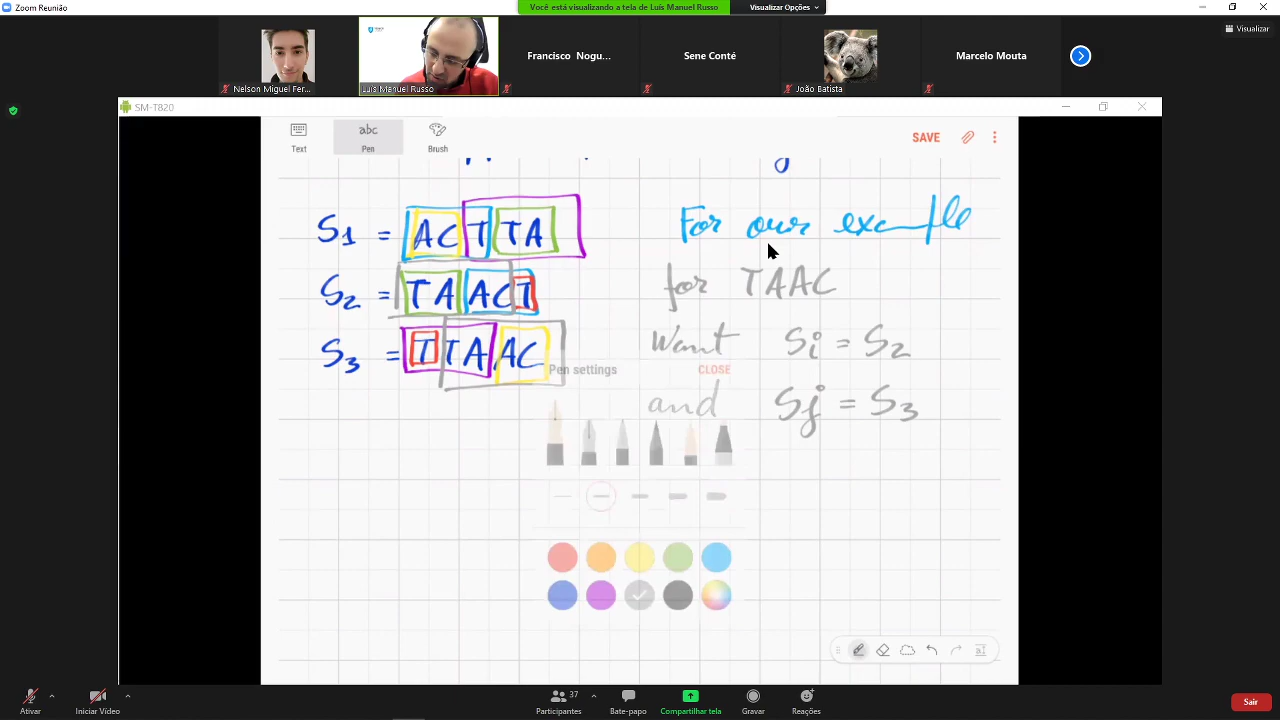 Zoom Reunião
Você está visualizando a tela de Luís Manuel Russo
Visualizar Opções
Visualizar
Nelson Miguel Fer...
Luís Manuel Russo
Francisco Nogu...
Sene Conté
João Batista
Marcelo Mouta
SM-T820
Text
abc
Pen
Brush
SAVE
S1 = ACTTA
For our example
S2 = TAACT
for TAAC
Want Si = S2
S3 = TTAAC
Pen settings
CLOSE
and Sj = S3
Ativar
Iniciar Vídeo
37
Participantes
Bate-papo
Compartilhar tela
Gravar
Reações
Sair